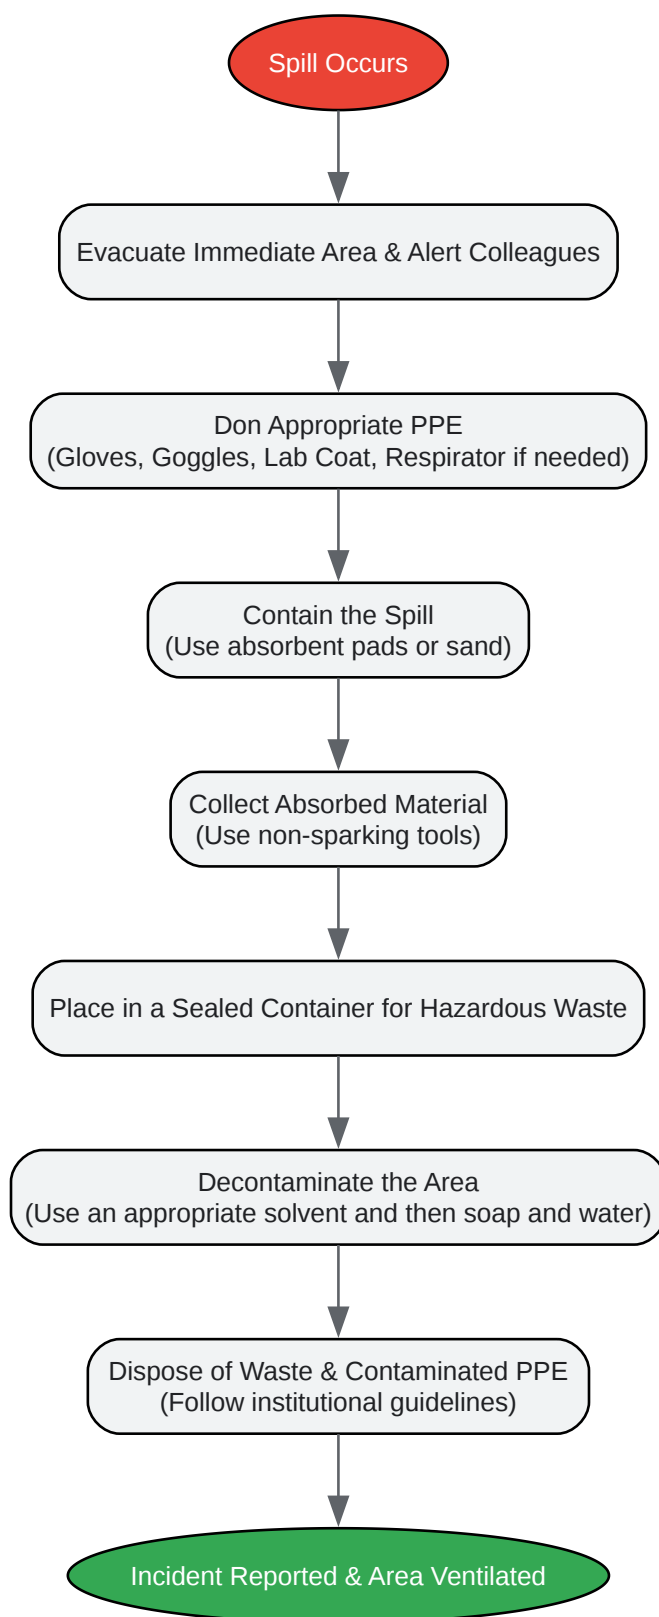 Spill Occurs
Evacuate Immediate Area & Alert Colleagues
Don Appropriate PPE
(Gloves, Goggles, Lab Coat, Respirator if needed)
Contain the Spill
(Use absorbent pads or sand)
Collect Absorbed Material
(Use non-sparking tools)
Place in a Sealed Container for Hazardous Waste
Decontaminate the Area
(Use an appropriate solvent and then soap and water)
Dispose of Waste & Contaminated PPE
(Follow institutional guidelines)
Incident Reported & Area Ventilated